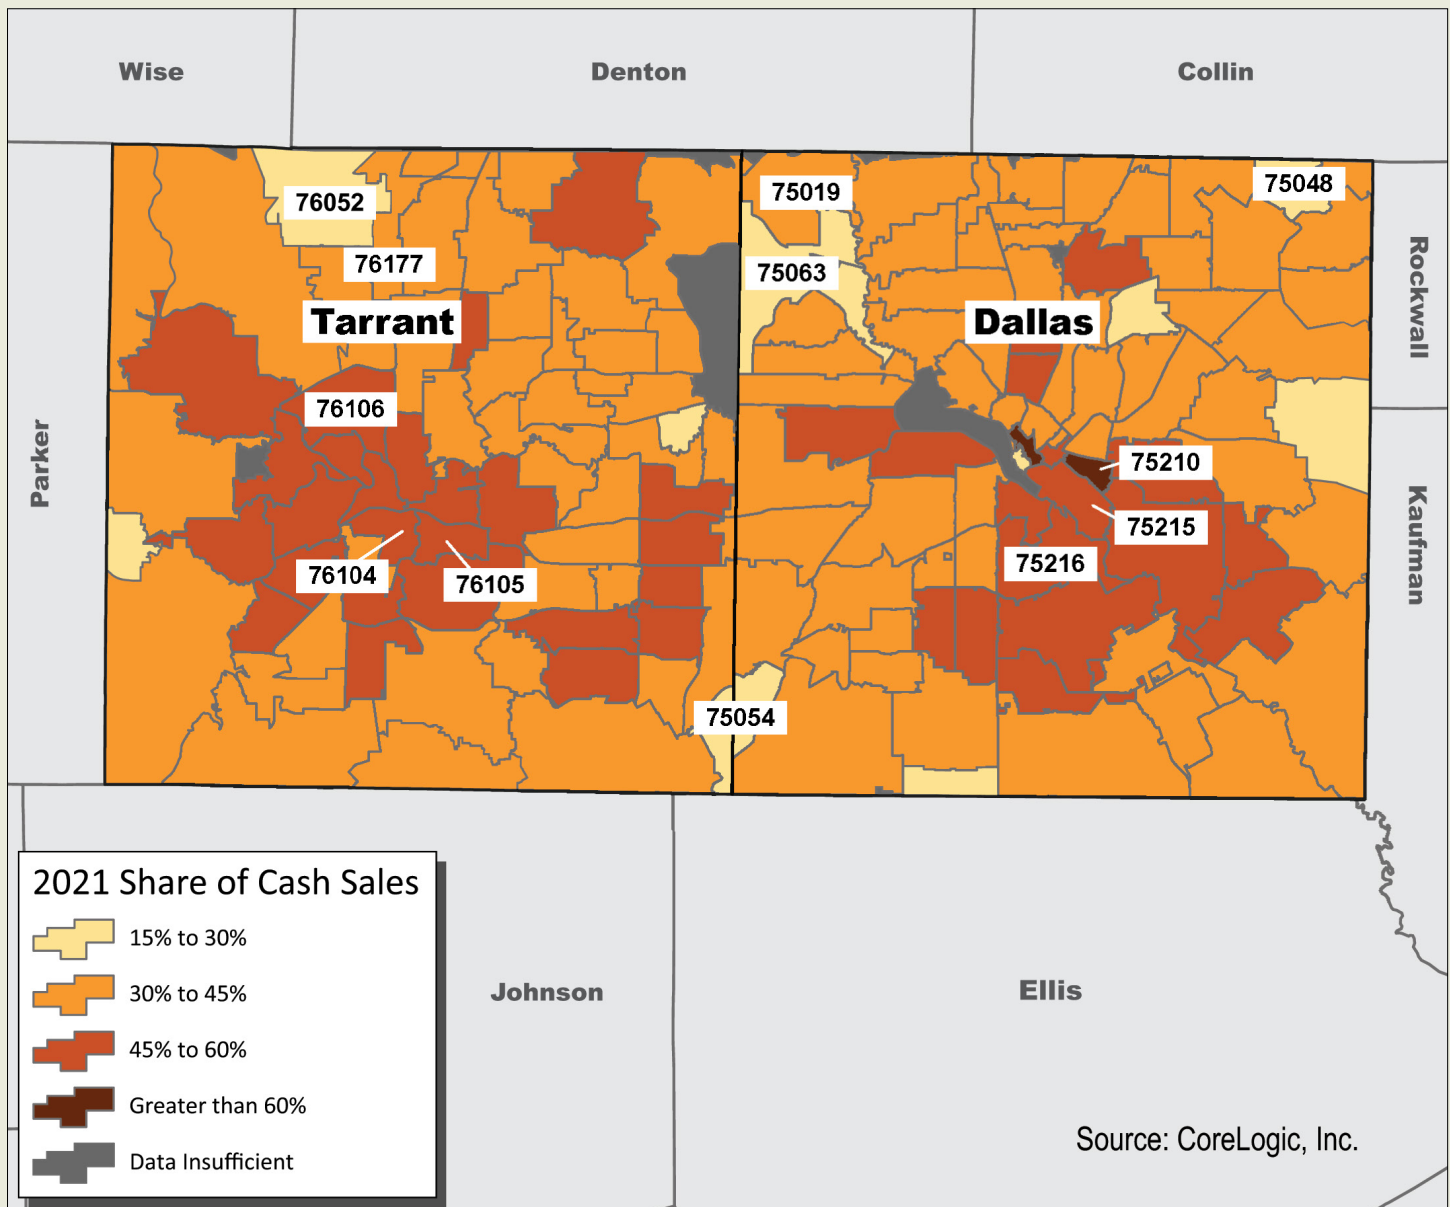 Wise
Denton
Collin
Parker
Rockwall
Kaufman
76052
76177
Tarrant
76106
76104
76105
75019
75063
75048
Dallas
75210
75215
75216
75054
2021 Share of Cash Sales
15% to 30%
30% to 45%
45% to 60%
Greater than 60%
Data Insufficient
Johnson
Ellis
Source: CoreLogic, Inc.